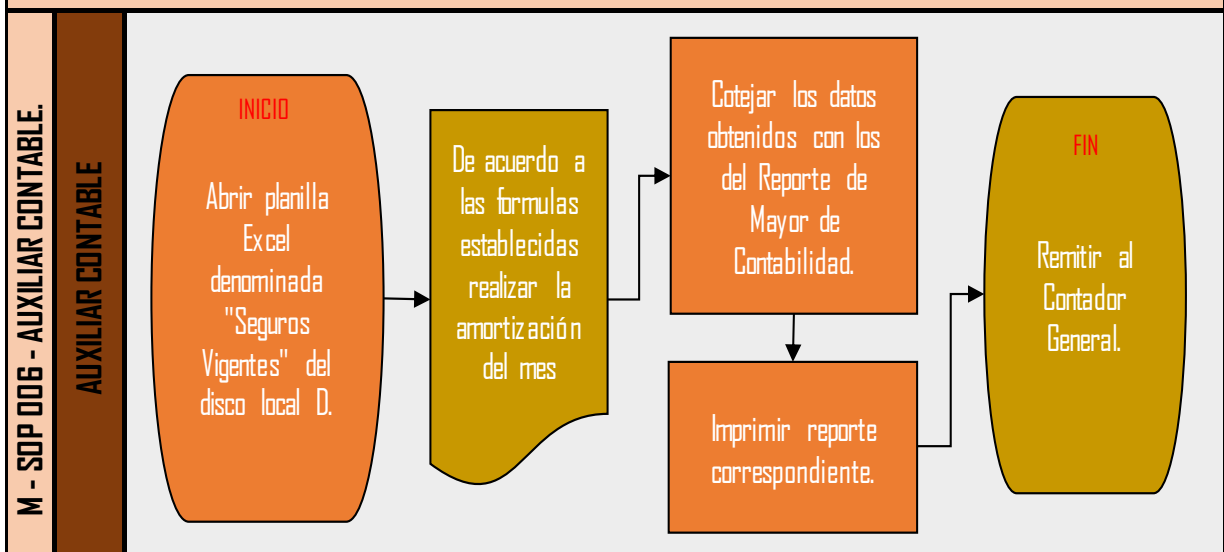 M - SOP 006 - AUXILIAR CONTABLE.
AUXILIAR CONTABLE
INICIO
Abrir planilla
Excel
denominada
"Seguros
Vigentes" del
disco local D.
De acuerdo a
las formulas
establecidas
realizar la
amortización
del mes
Cotejar los datos
obtenidos con los
del Reporte de
Mayor de
Contabilidad.
Imprimir reporte
correspondiente.
FIN
Remitir al
Contador
General.